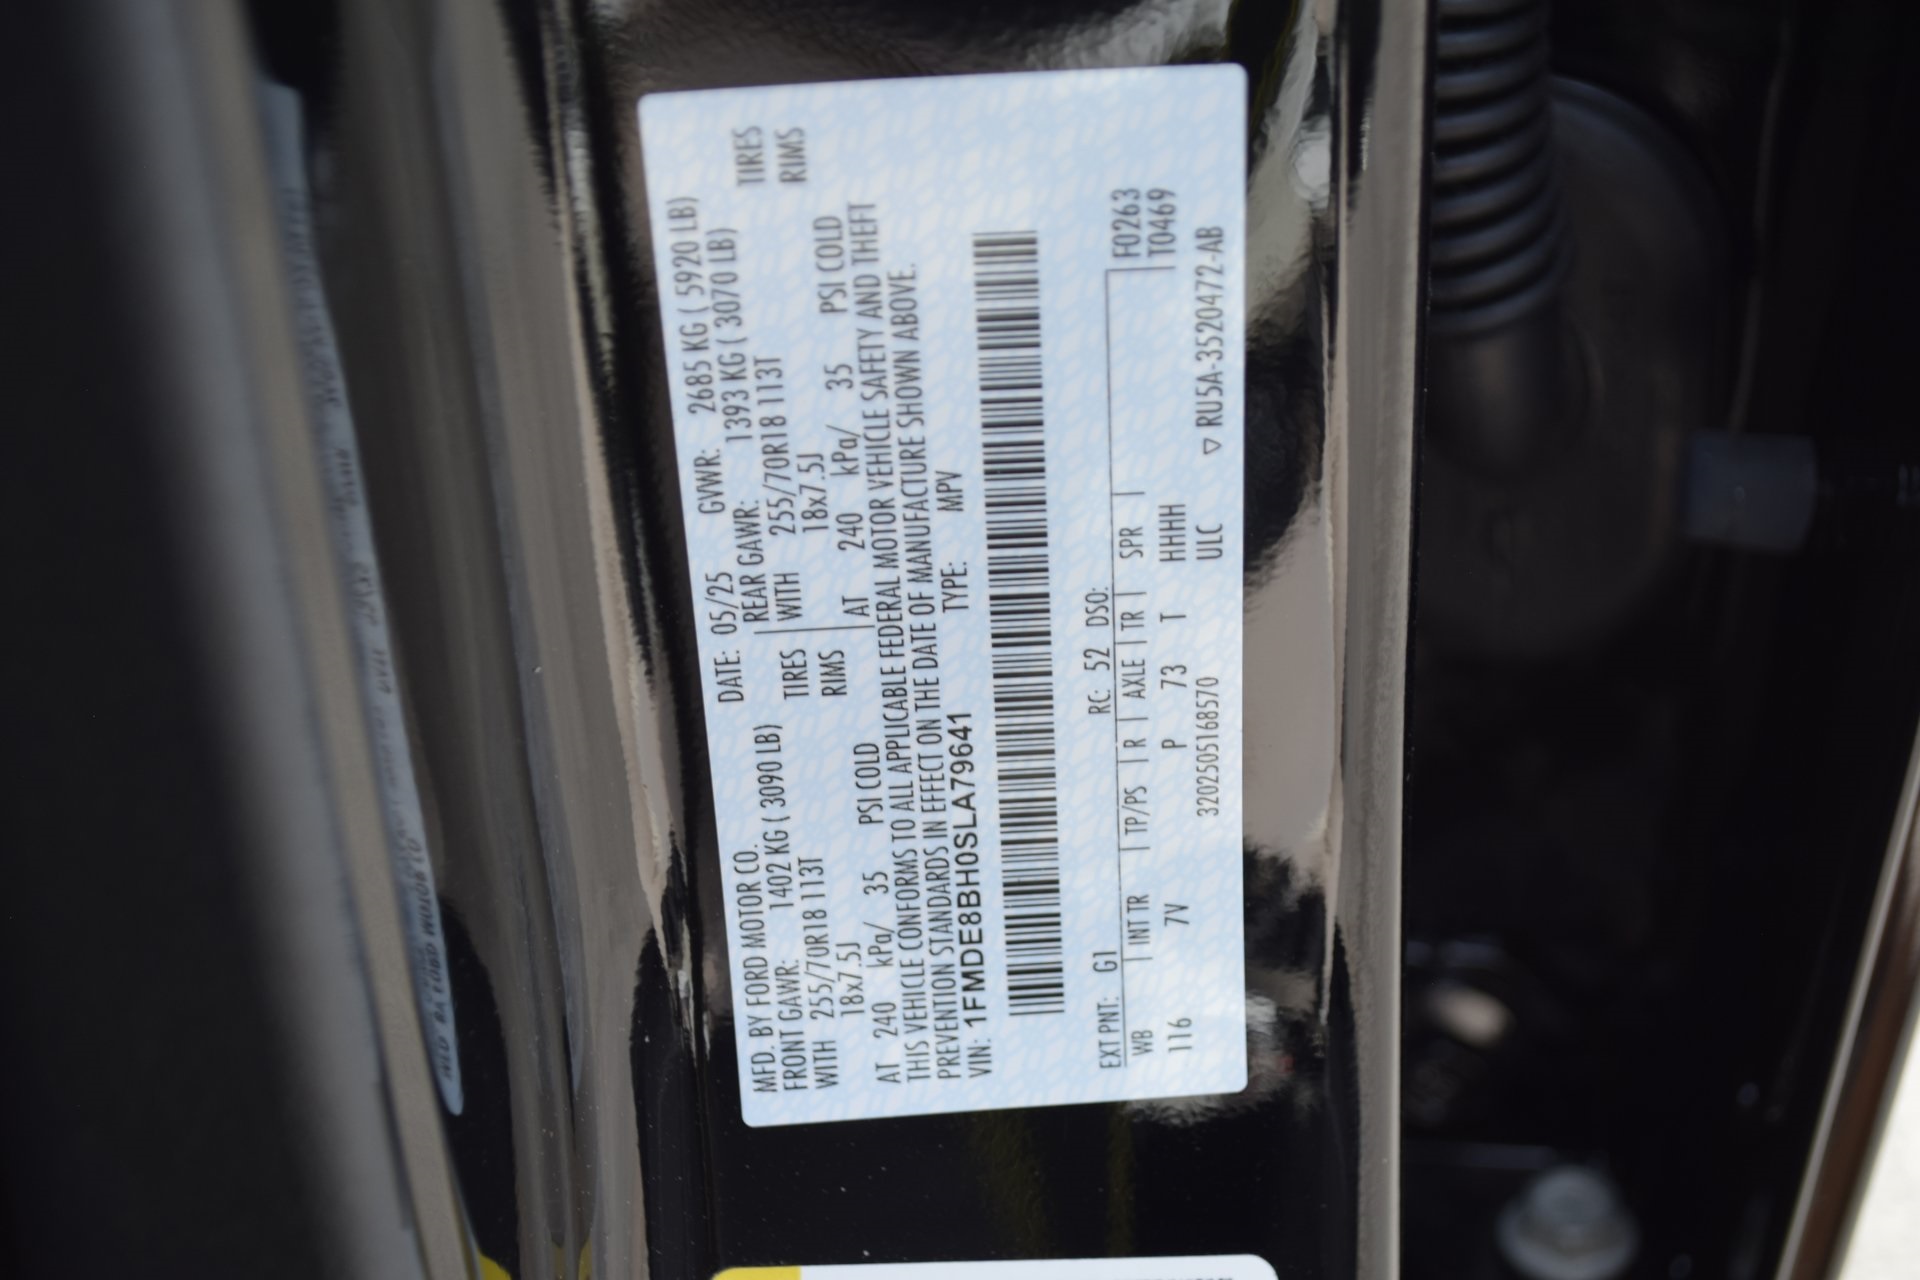 MFD. BY FORD MOTOR CO. DATE: 05/25 GVWR: 2685 KG ( 5920 LB)
FRONT GAWR: 1402 KG ( 3090 LB) REAR GAWR: 1393 KG ( 3070 LB)
WITH 255/70R18 113T TIRES WITH 255/70R18 113T TIRES
18x7.5J RIMS 18x7.5J RIMS
AT 240 kPa/ 35 PSI COLD AT 240 kPa/ 35 PSI COLD
THIS VEHICLE CONFORMS TO ALL APPLICABLE FEDERAL MOTOR VEHICLE SAFETY AND THEFT
PREVENTION STANDARDS IN EFFECT ON THE DATE OF MANUFACTURE SHOWN ABOVE.
VIN: 1FMDE8BH0SLA79641 TYPE: MPV
EXT PNT: G1 RC: 52 DSO: F0263
WB | INT TR | TP/PS | R | AXLE | TR | SPR | T0469
116 7V P 73 T HHHH
3202505168570 ULC ▽ RU5A-3520472-AB